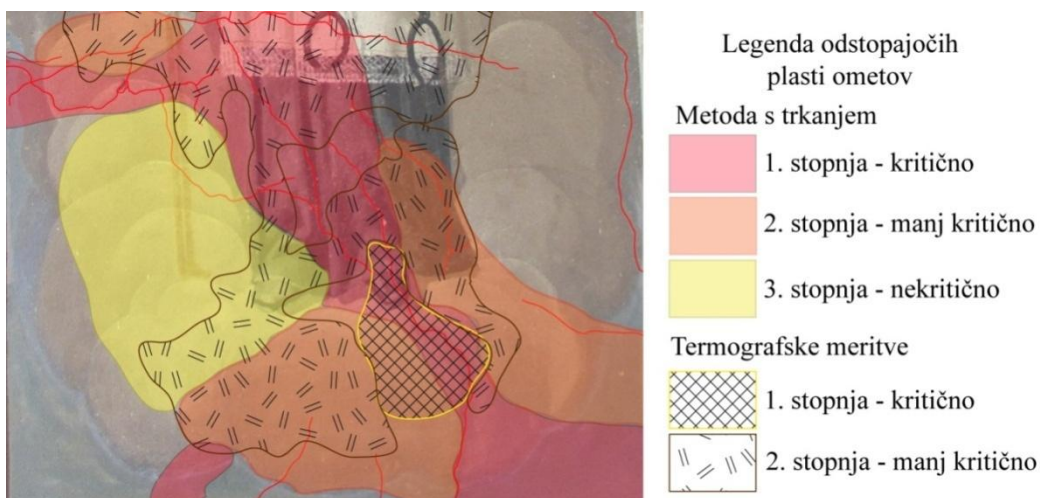 Legenda odstopajočih
plasti ometov
Metoda s trkanjem
1. stopnja - kritično
2. stopnja - manj kritično
3. stopnja - nekritično
Termografske meritve
1. stopnja - kritično
2. stopnja - manj kritično